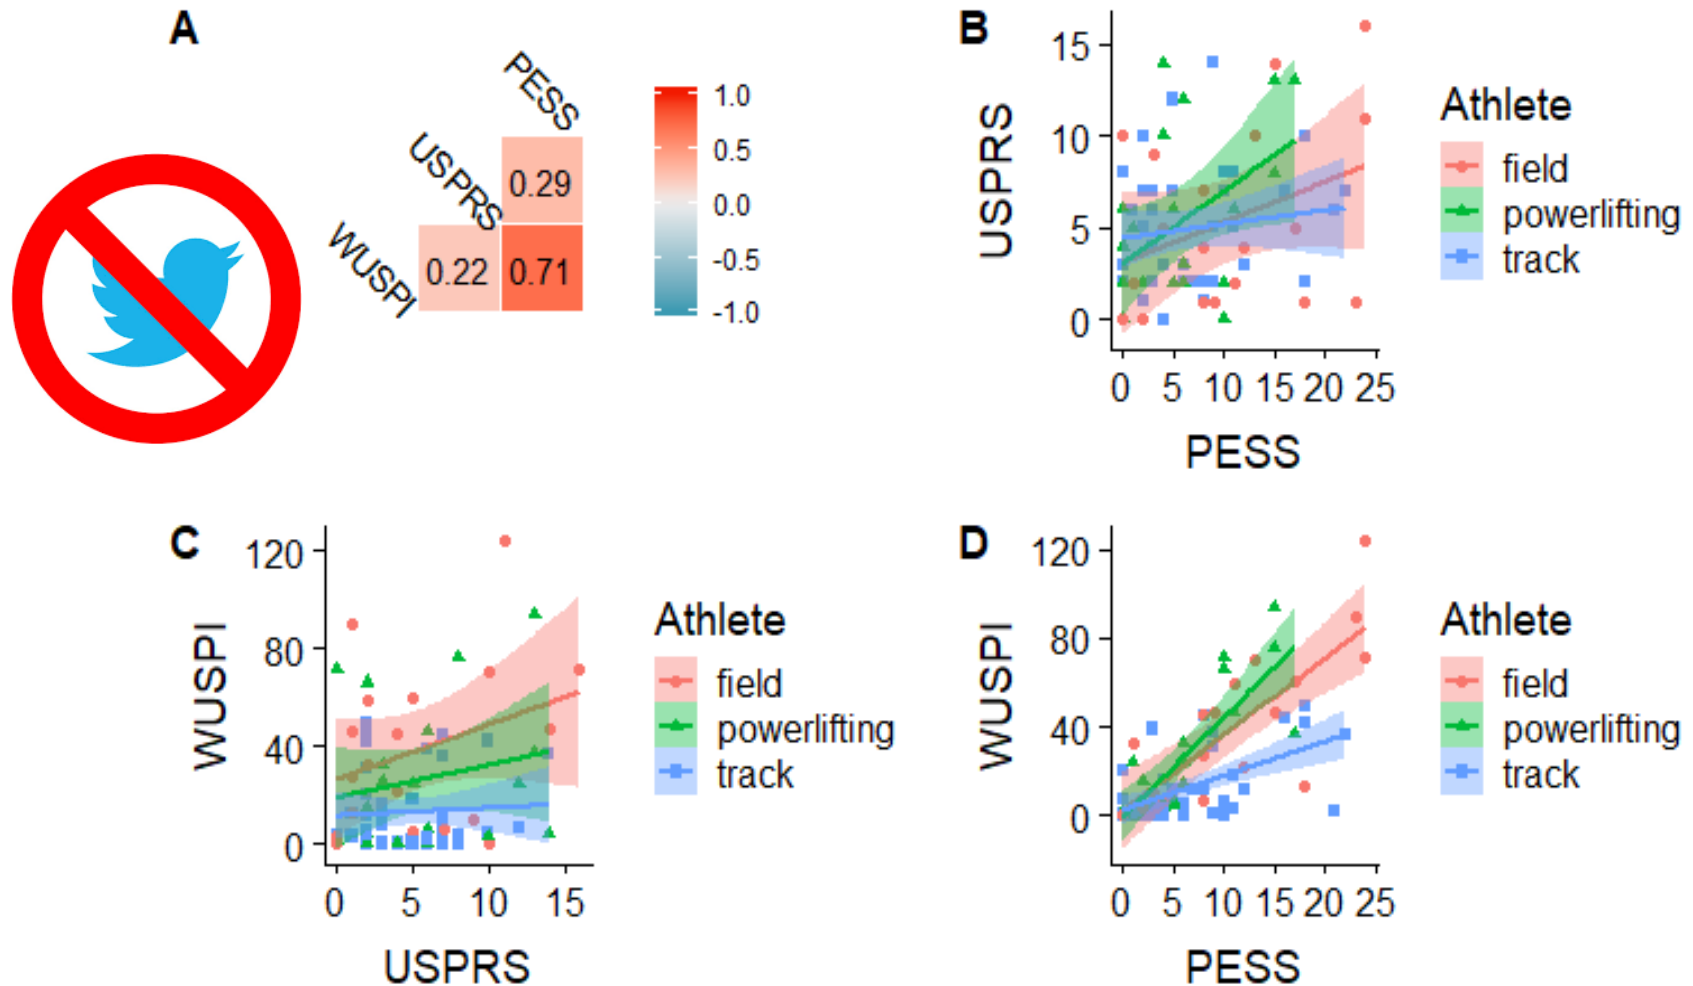 A
PESS
USPRS
WUSPI
0.29
0.22
0.71
1.0
0.5
0.0
-0.5
-1.0
B
USPRS
15
10
5
0
0 5 10 15 20 25
PESS
Athlete
field
powerlifting
track
C
WUSPI
120
80
40
0
0 5 10 15
USPRS
Athlete
field
powerlifting
track
D
WUSPI
120
80
40
0
0 5 10 15 20 25
PESS
Athlete
field
powerlifting
track